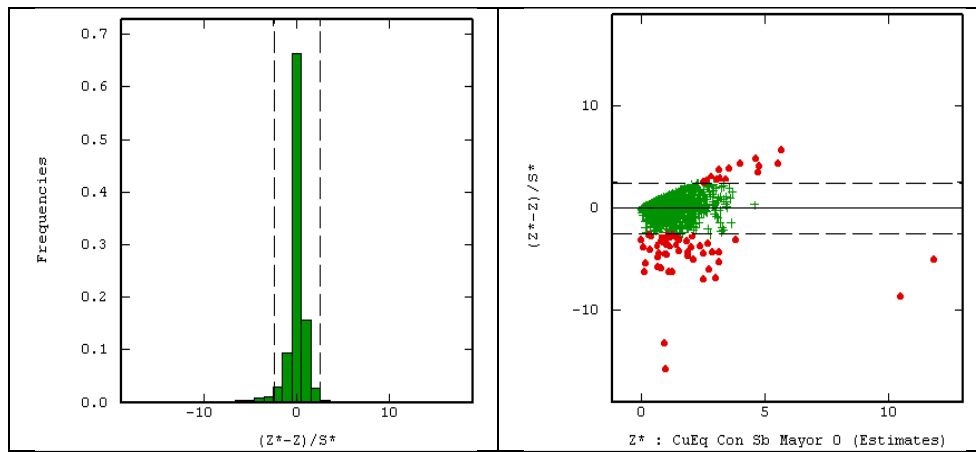 0.7
0.6
0.5
0.4
0.3
0.2
0.1
0.0
Frequencies
-10 0 10
(Z*-Z)/S*
10
0
-10
(Z*-Z)/S*
0 5 10
Z* : CuEq Con Sb Mayor 0 (Estimates)